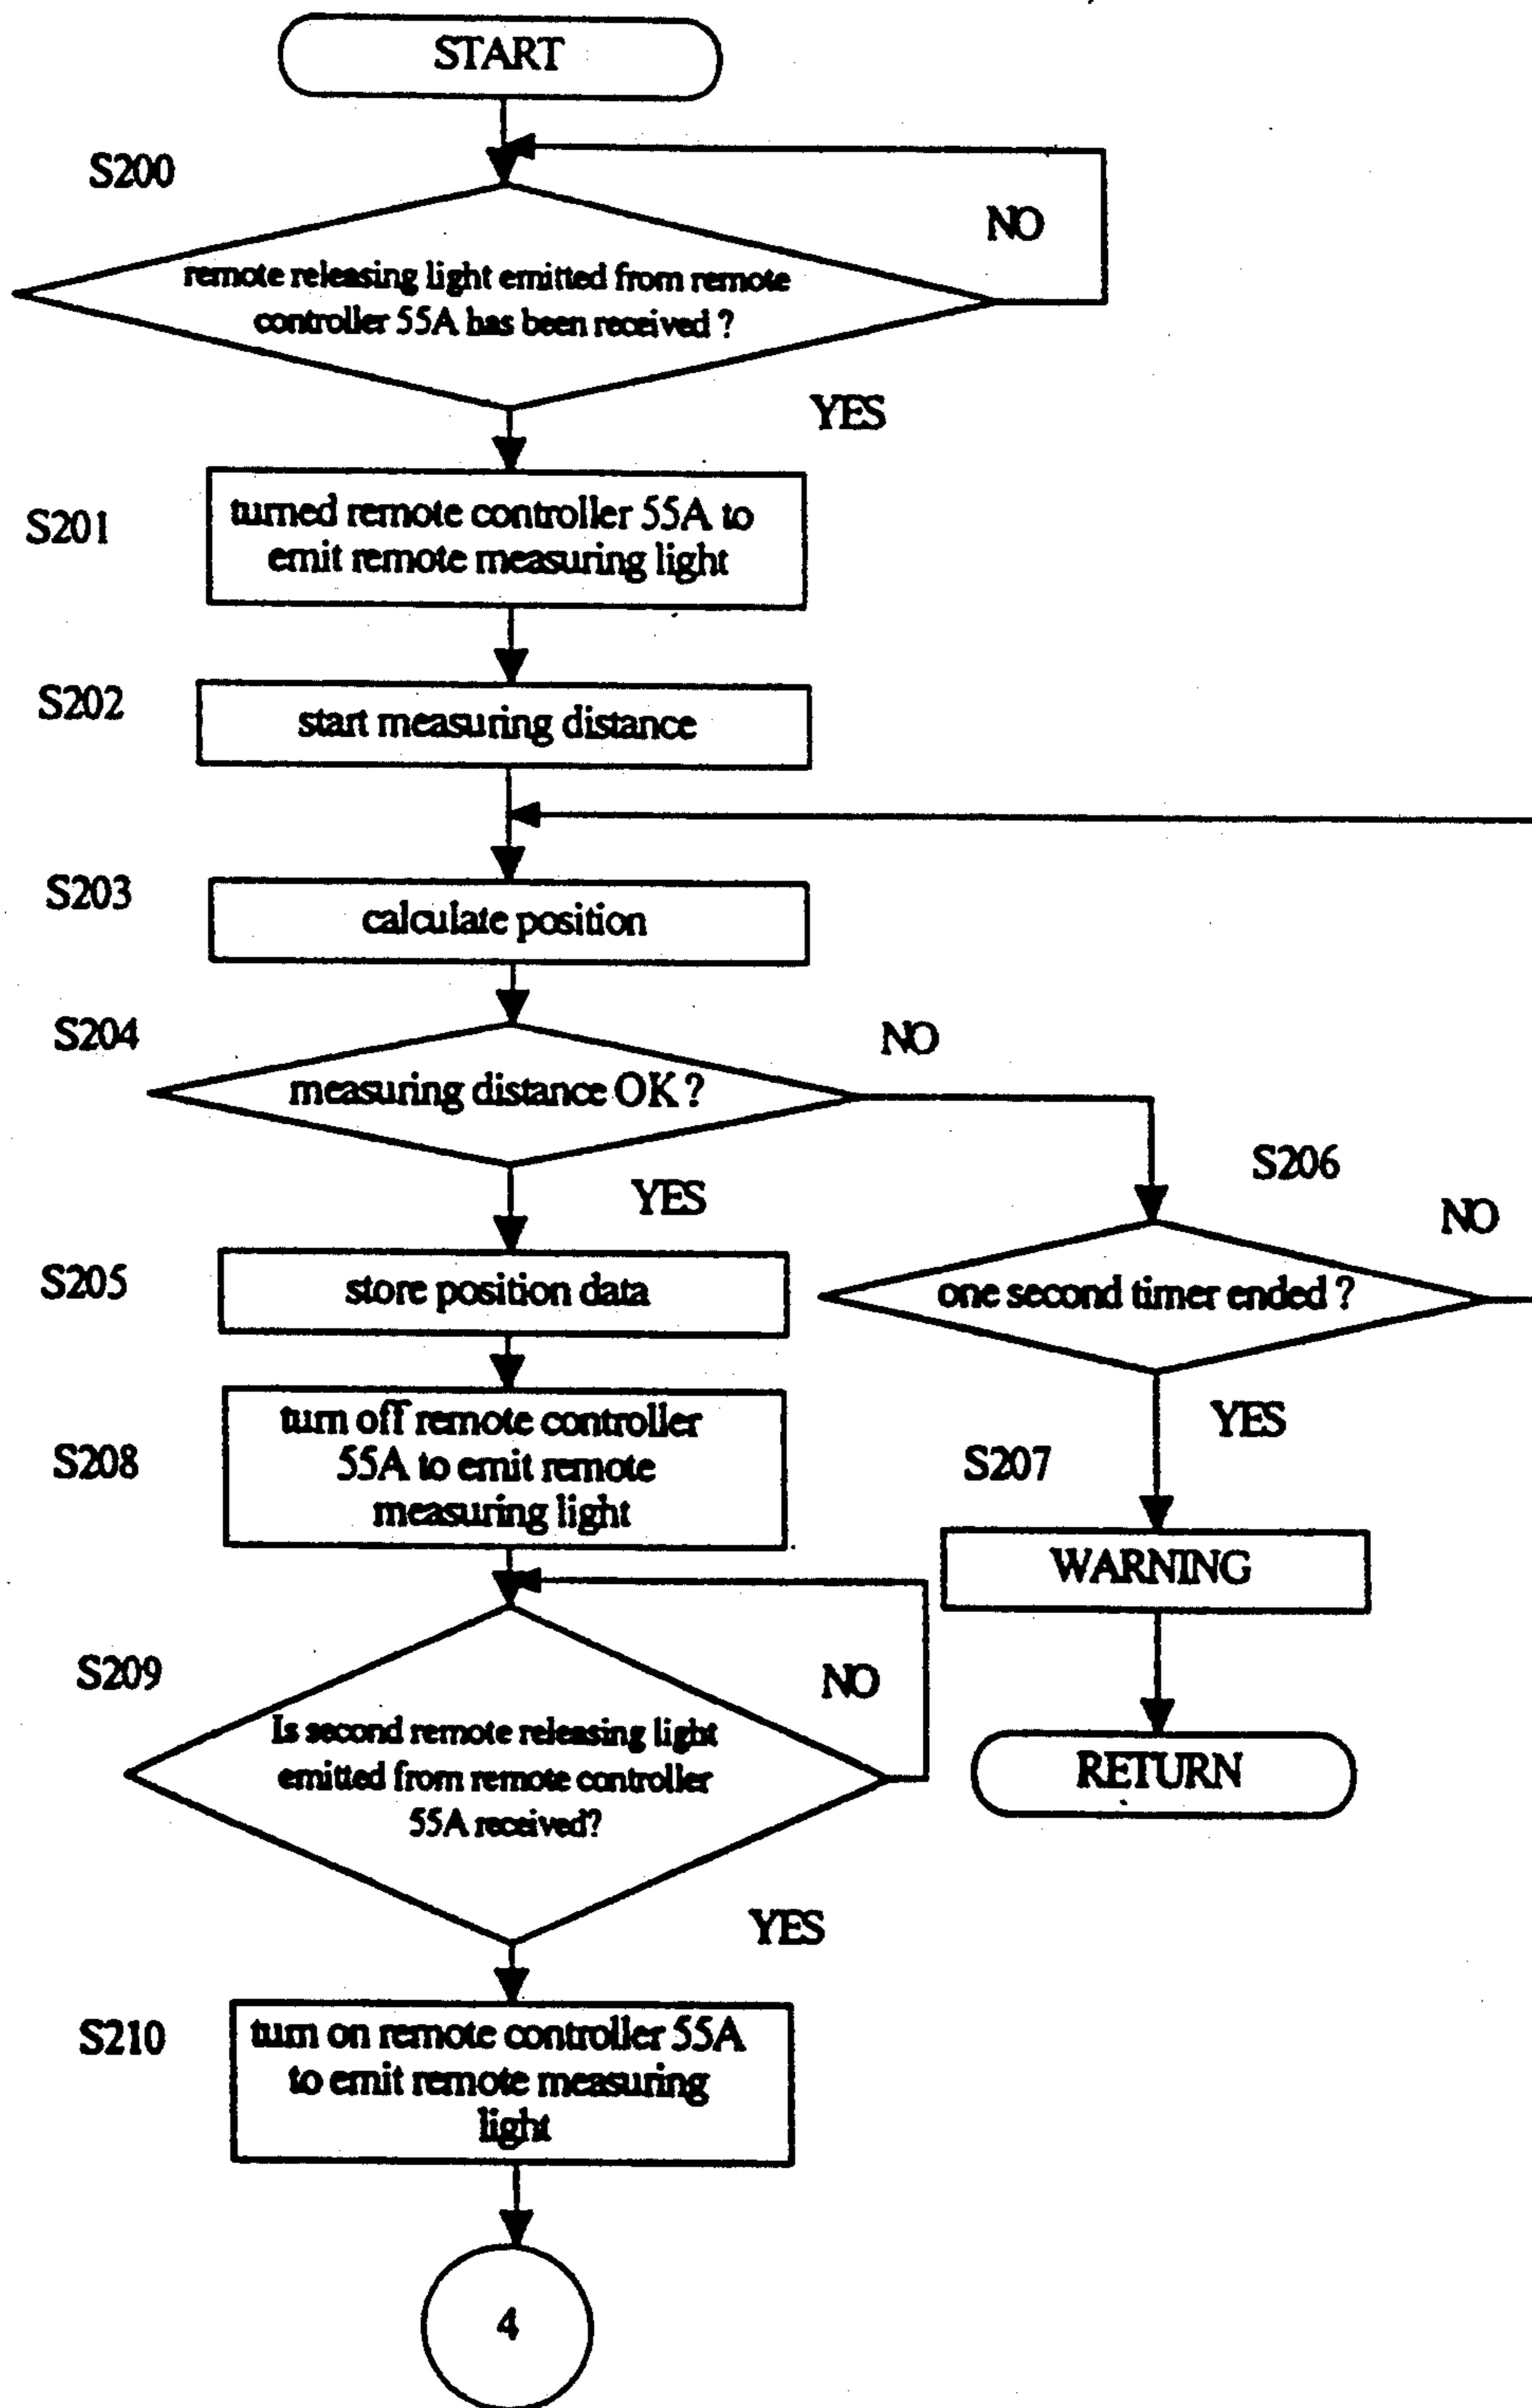 START
S200
NO
remote releasing light emitted from remote
controller 55A has been received ?
YES
S201
turned remote controller 55A to
emit remote measuring light
S202
start measuring distance
S203
calculate position
S204
NO
measuring distance OK ?
YES
S206
NO
S205
store position data
one second timer ended ?
S208
turn off remote controller
55A to emit remote
measuring light
YES
S207
WARNING
S209
NO
Is second remote releasing light
emitted from remote controller
55A received?
RETURN
YES
S210
turn on remote controller 55A
to emit remote measuring
light
4